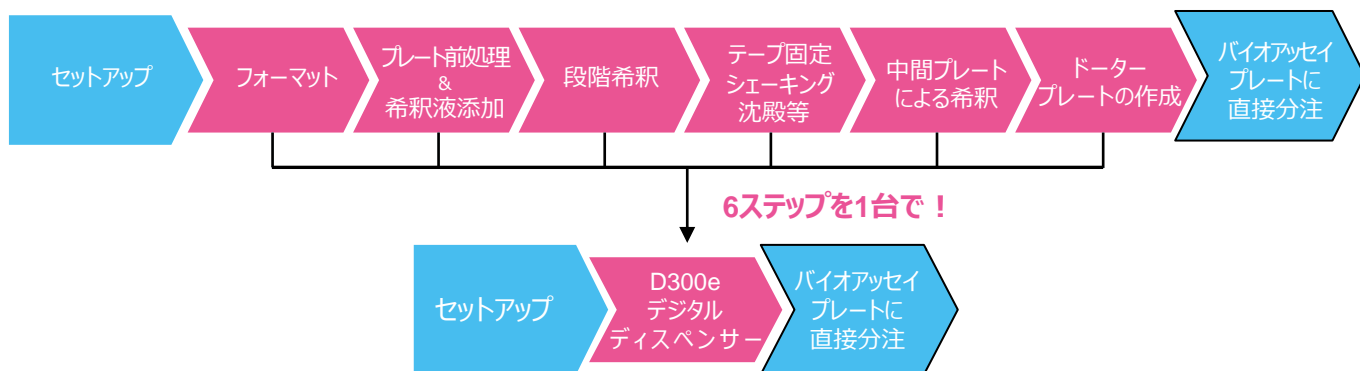 セットアップ
フォーマット
プレート前処理
&
希釈液添加
段階希釈
テープ固定
シェーキング
沈殿等
中間プレート
による希釈
ドーター
プレートの作成
バイオアッセイ
プレートに
直接分注
6ステップを1台で！
セットアップ
D300e
デジタル
ディスペンサー
バイオアッセイ
プレートに
直接分注